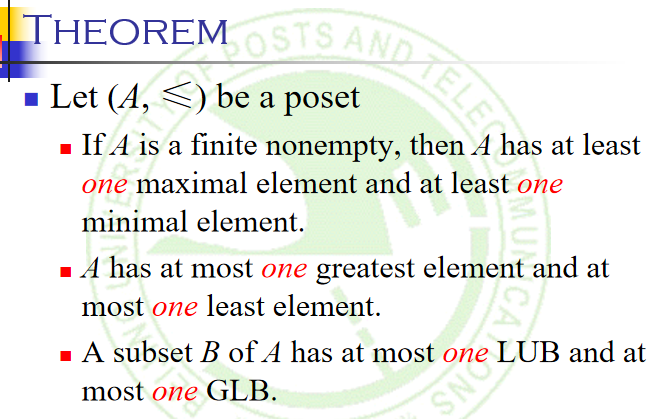 THEOREM
Let (A, ⩽) be a poset
If A is a finite nonempty, then A has at least
one maximal element and at least one
minimal element.
A has at most one greatest element and at
most one least element.
A subset B of A has at most one LUB and at
most one GLB.
POSTS AND TELECOMMUNICATIONS